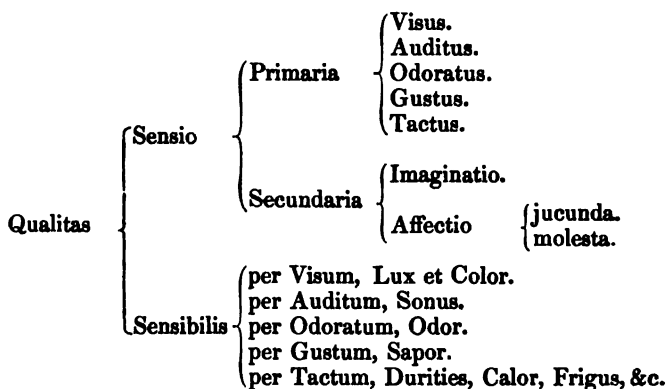 Visus.
Auditus.
Primaria
Odoratus.
Gustus.
Tactus.
Sensio
Imaginatio.
Secundaria
Affectio
jucunda.
molesta.
Qualitas
per Visum, Lux et Color.
per Auditum, Sonus.
Sensibilis
per Odoratum, Odor.
per Gustum, Sapor.
per Tactum, Durities, Calor, Frigus, &c.